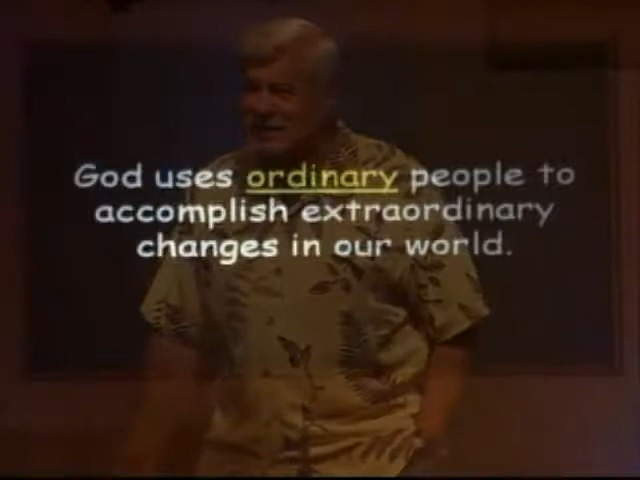 God uses ordinary people to
accomplish extraordinary
changes in our world.